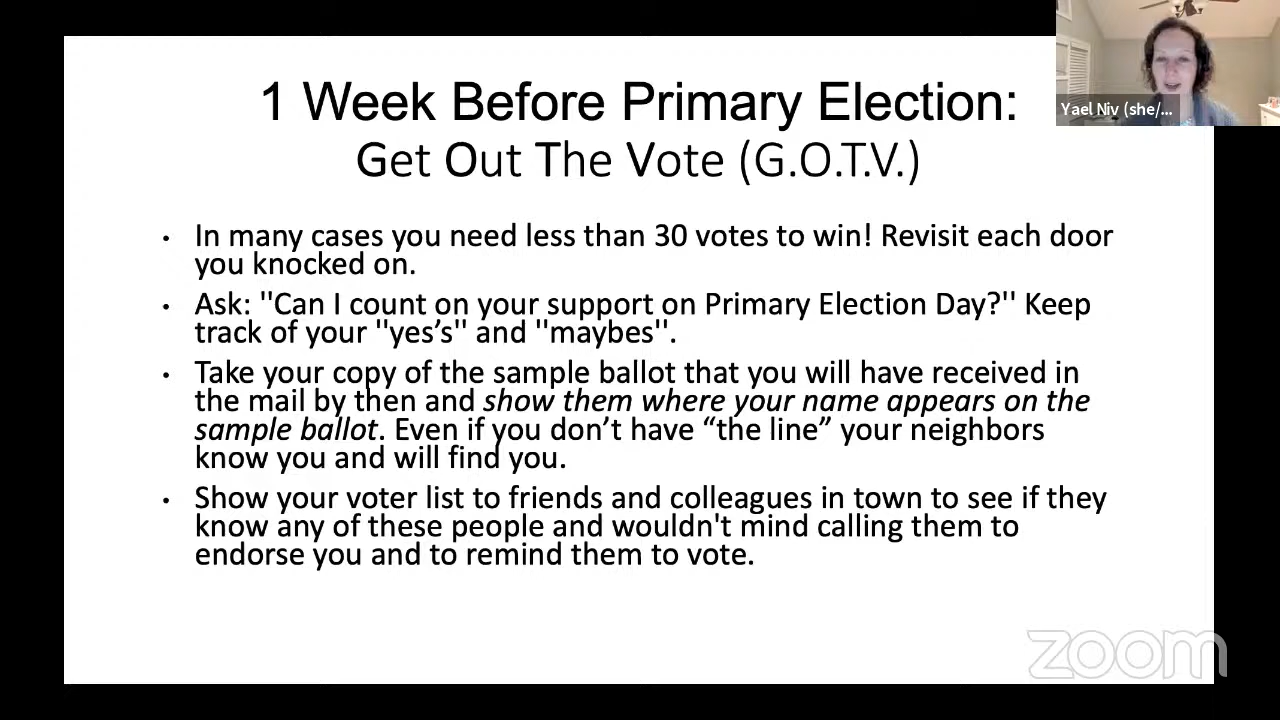 1 Week Before Primary Election:
Get Out The Vote (G.O.T.V.)
Yael Niv (she/...
• In many cases you need less than 30 votes to win! Revisit each door
you knocked on.
• Ask: "Can I count on your support on Primary Election Day?" Keep
track of your "yes’s" and "maybes".
• Take your copy of the sample ballot that you will have received in
the mail by then and show them where your name appears on the
sample ballot. Even if you don’t have “the line” your neighbors
know you and will find you.
• Show your voter list to friends and colleagues in town to see if they
know any of these people and wouldn't mind calling them to
endorse you and to remind them to vote.
zoom